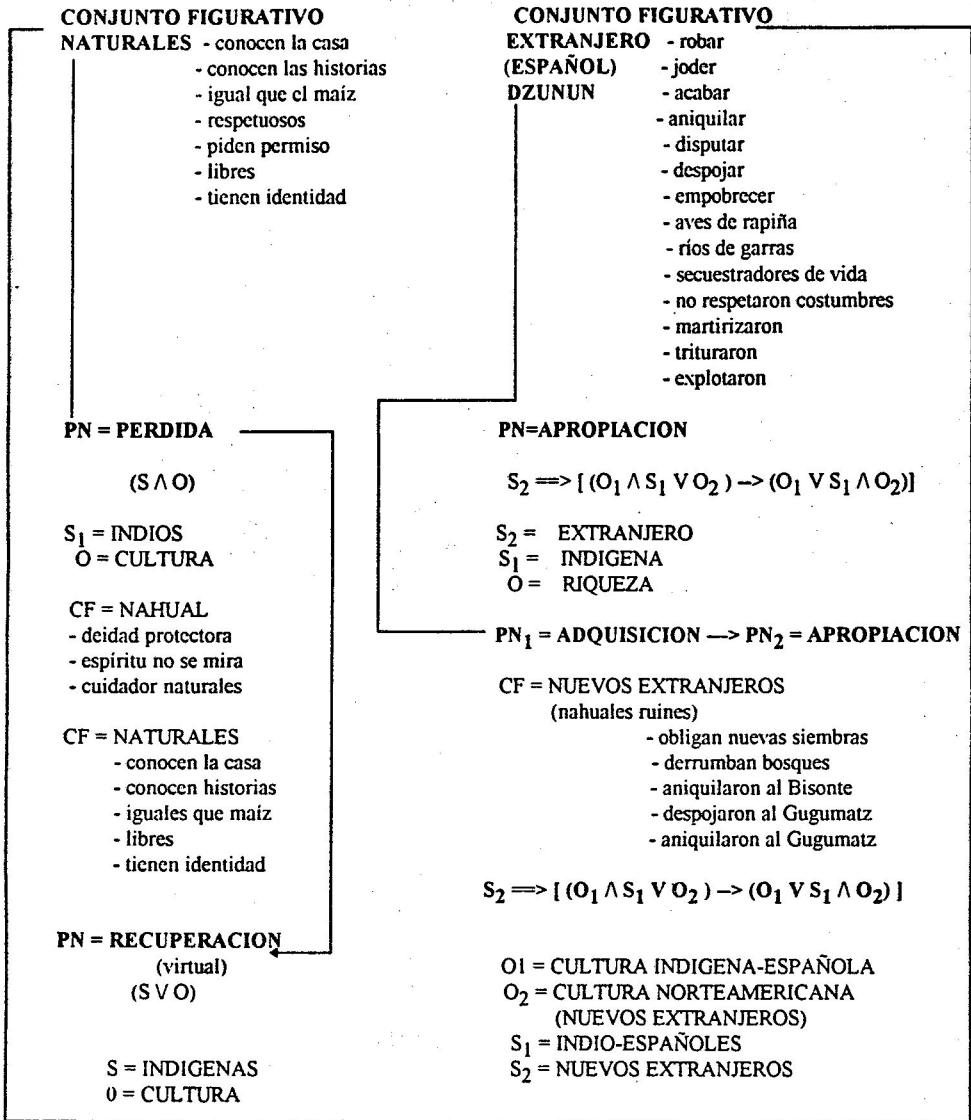 CONJUNTO FIGURATIVO
NATURALES - conocen la casa
- conocen las historias
- igual que el maíz
- respetuosos
- piden permiso
- libres
- tienen identidad
PN = PERDIDA
(S Λ O)
S1 = INDIOS
O = CULTURA
CF = NAHUAL
- deidad protectora
- espíritu no se mira
- cuidador naturales
CF = NATURALES
- conocen la casa
- conocen historias
- iguales que maíz
- libres
- tienen identidad
PN = RECUPERACION
(virtual)
(S V O)
S = INDIGENAS
0 = CULTURA
CONJUNTO FIGURATIVO
EXTRANJERO - robar
(ESPAÑOL) - joder
DZUNUN - acabar
- aniquilar
- disputar
- despojar
- empobrecer
- aves de rapiña
- ríos de garras
- secuestradores de vida
- no respetaron costumbres
- martirizaron
- trituraron
- explotaron
PN=APROPIACION
S2 ==> [ (O1 Λ S1 V O2 ) --> (O1 V S1 Λ O2)]
S2 = EXTRANJERO
S1 = INDIGENA
O = RIQUEZA
PN1 = ADQUISICION ---> PN2 = APROPIACION
CF = NUEVOS EXTRANJEROS
(nahuales ruines)
- obligan nuevas siembras
- derrumban bosques
- aniquilaron al Bisonte
- despojaron al Gugumatz
- aniquilaron al Gugumatz
S2 ==> [ (O1 Λ S1 V O2 ) --> (O1 V S1 Λ O2) ]
O1 = CULTURA INDIGENA-ESPAÑOLA
O2 = CULTURA NORTEAMERICANA
(NUEVOS EXTRANJEROS)
S1 = INDIO-ESPAÑOLES
S2 = NUEVOS EXTRANJEROS